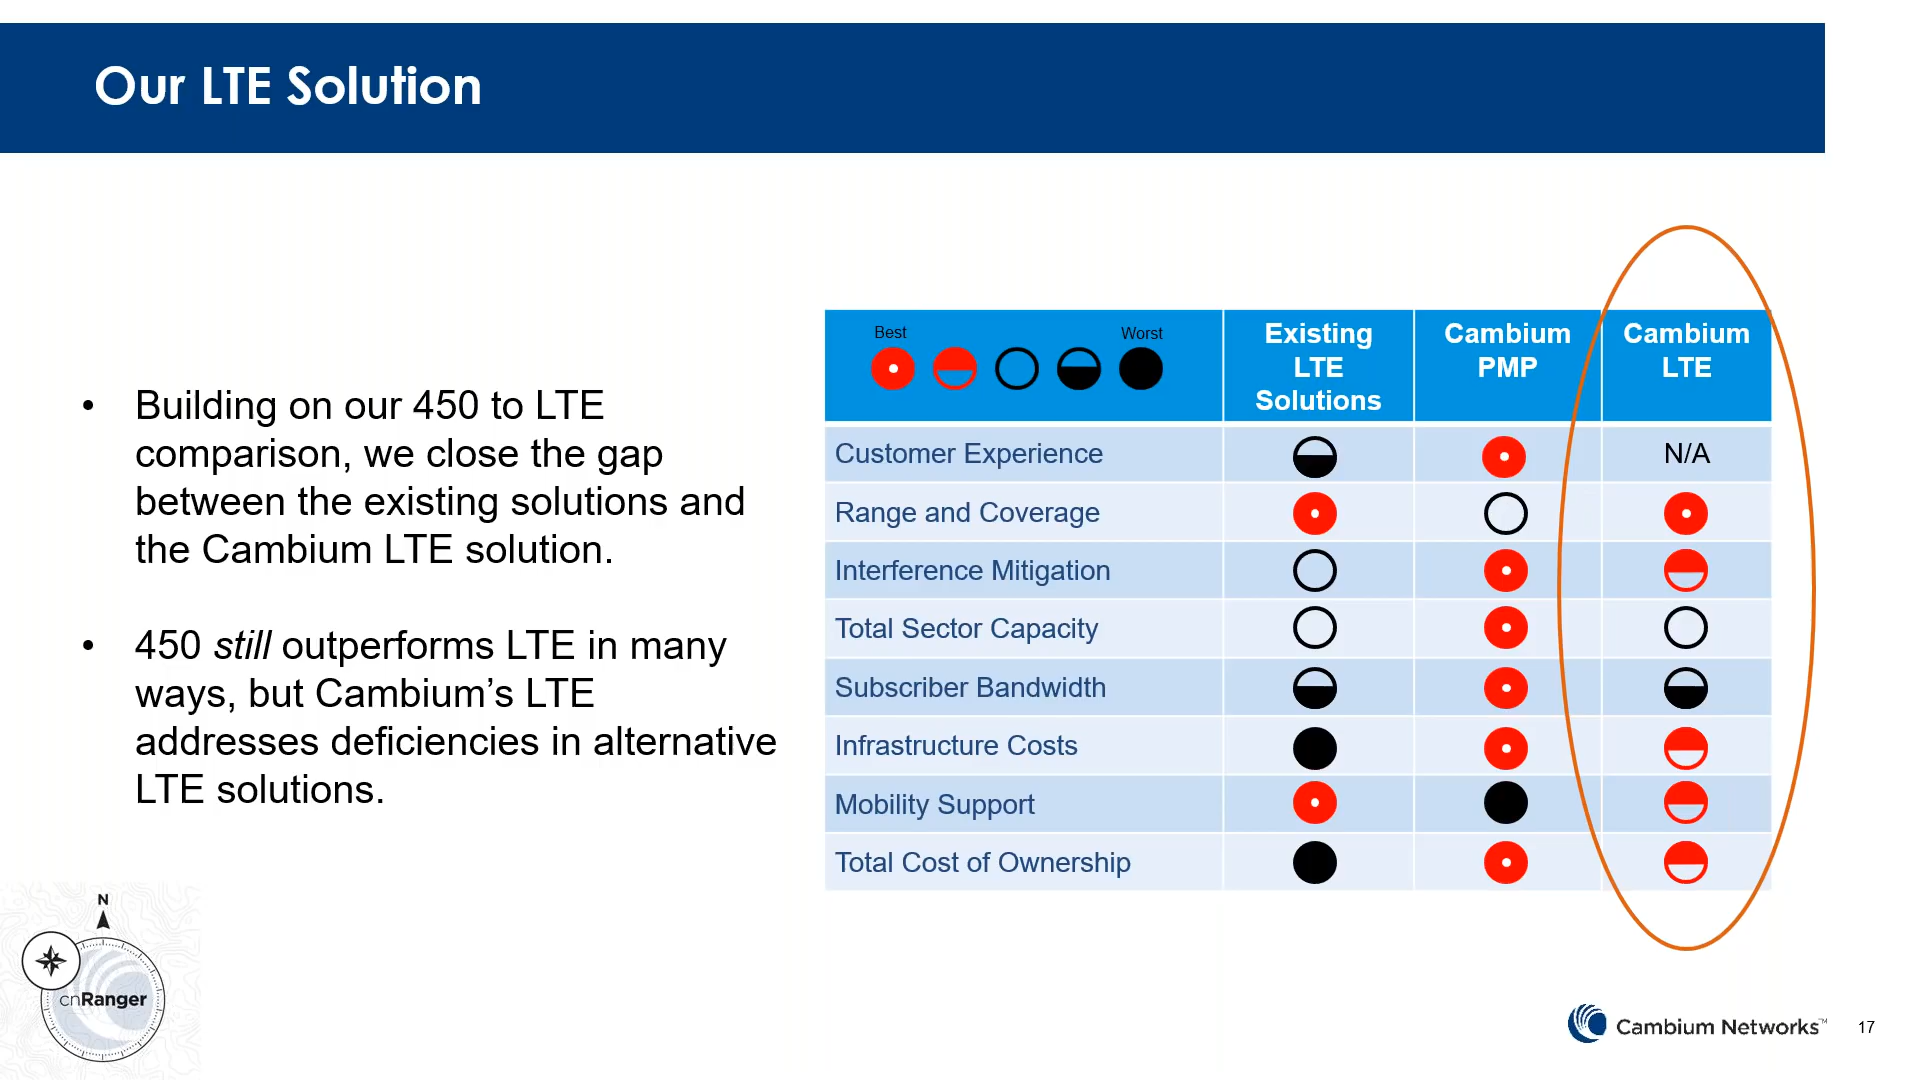 Our LTE Solution
• Building on our 450 to LTE
comparison, we close the gap
between the existing solutions and
the Cambium LTE solution.
• 450 still outperforms LTE in many
ways, but Cambium’s LTE
addresses deficiencies in alternative
LTE solutions.
Best Worst
Existing
LTE
Solutions
Cambium
PMP
Cambium
LTE
Customer Experience N/A
Range and Coverage
Interference Mitigation
Total Sector Capacity
Subscriber Bandwidth
Infrastructure Costs
Mobility Support
Total Cost of Ownership
N
cnRanger
Cambium Networks™ 17